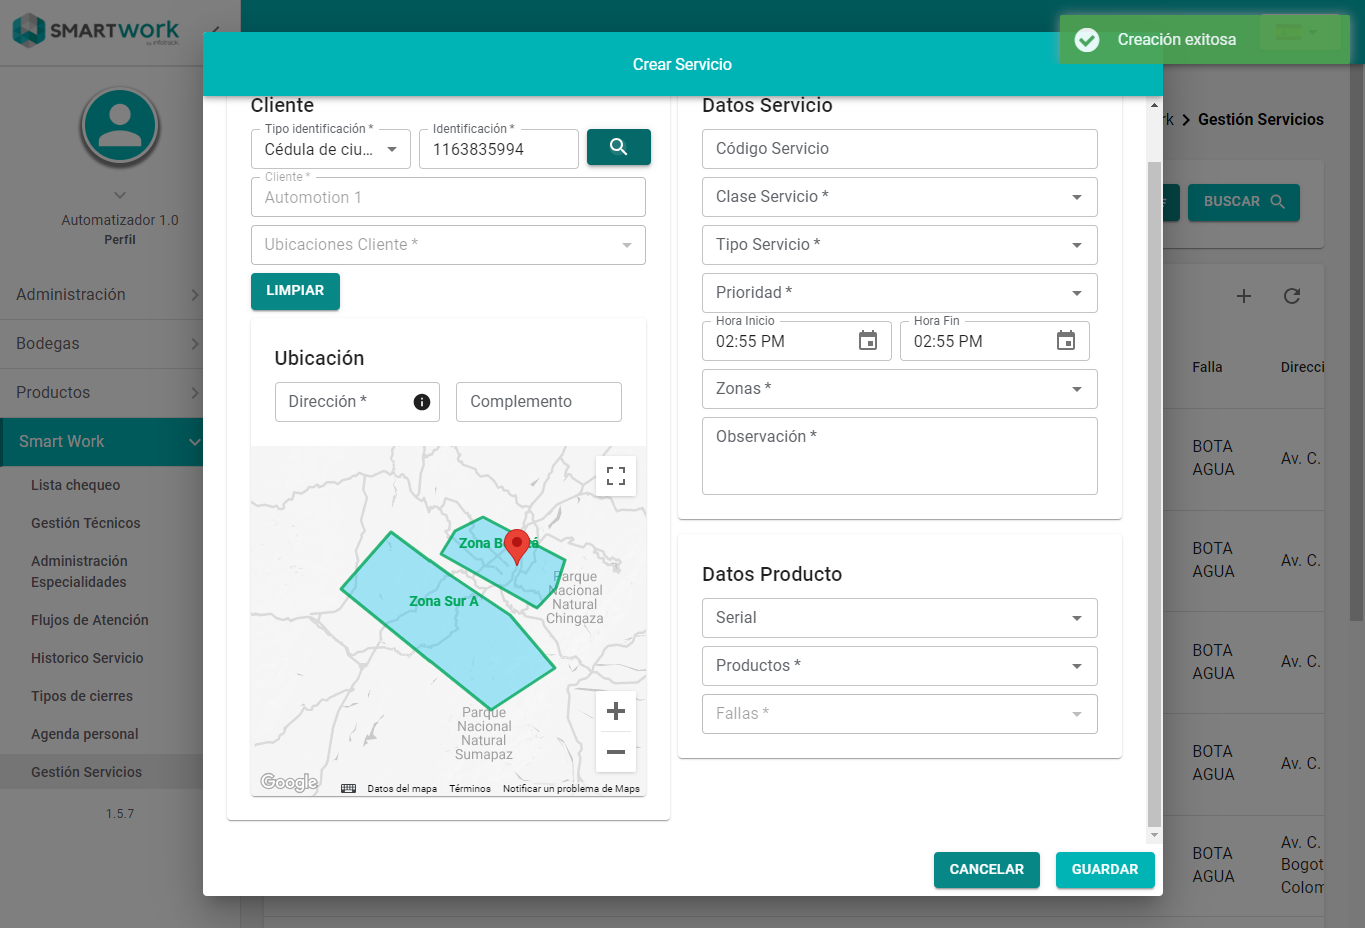 SMARTWORK
by infotrack
Creación exitosa
Crear Servicio
Gestión Servicios
Automatizador 1.0
Perfil
Administración
Bodegas
Productos
Smart Work
Lista chequeo
Gestión Técnicos
Administración
Especialidades
Flujos de Atención
Historico Servicio
Tipos de cierres
Agenda personal
Gestión Servicios
1.5.7
Cliente
Tipo identificación *
Cédula de ciu...
Identificación *
1163835994
Cliente *
Automotion 1
Ubicaciones Cliente *
LIMPIAR
Ubicación
Dirección *
Complemento
Zona Sur A
Parque
Nacional
Natural
Chingaza
Parque
Nacional
Natural
Sumapaz
Google
Datos del mapa
Términos
Notificar un problema de Maps
Datos Servicio
Código Servicio
Clase Servicio *
Tipo Servicio *
Prioridad *
Hora Inicio
02:55 PM
Hora Fin
02:55 PM
Zonas *
Observación *
Datos Producto
Serial
Productos *
Fallas *
CANCELAR
GUARDAR
BUSCAR
Falla
Direcci
BOTA
AGUA
Av. C.
BOTA
AGUA
Av. C.
BOTA
AGUA
Av. C.
BOTA
AGUA
Av. C.
BOTA
AGUA
Av. C.
Bogot
Colom